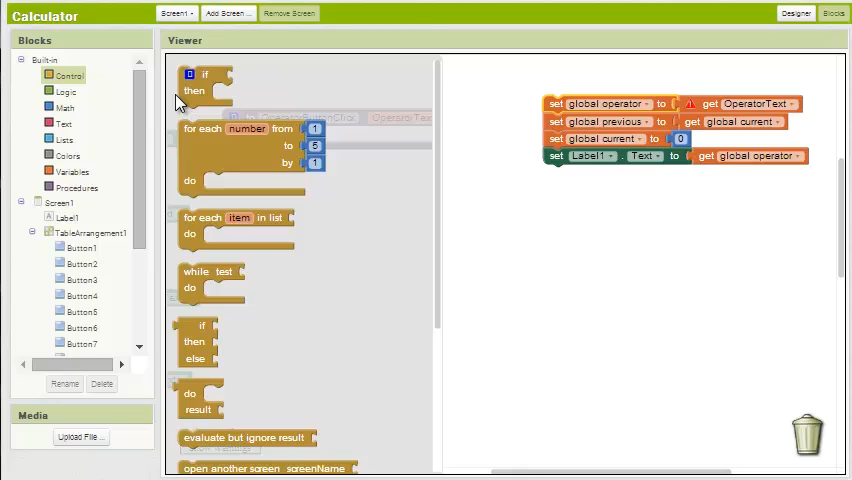 Calculator
Screen1
Add Screen ...
Remove Screen
Designer
Blocks
Blocks
Viewer
Built-in
Control
Logic
Math
Text
Lists
Colors
Variables
Procedures
Screen1
Label1
TableArrangement1
Button1
Button2
Button3
Button4
Button5
Button6
Button7
Rename
Delete
Media
Upload File ...
if
then
for each number from 1
to 5
by 1
do
for each item in list
do
while test
do
if
then
else
do
result
evaluate but ignore result
open another screen screenName
to OperatorButtonClick OperatorText
set global operator to get OperatorText
set global previous to get global current
set global current to 0
set Label1 . Text to get global operator